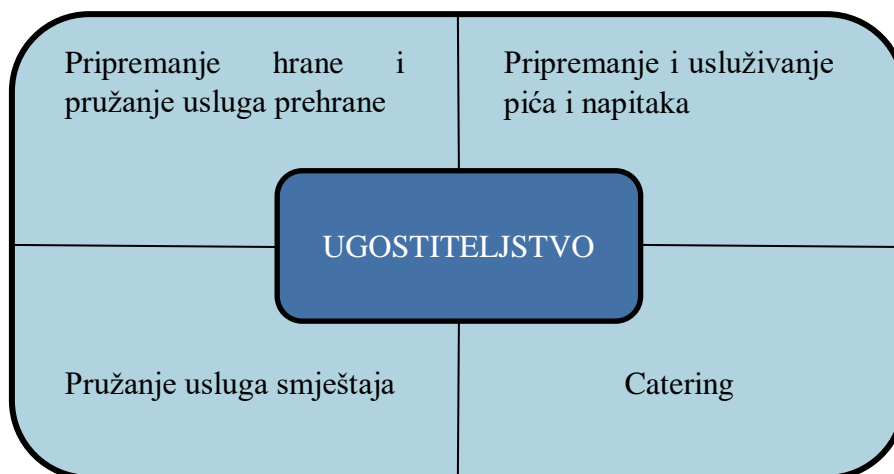 Pripremanje hrane i
pružanje usluga prehrane
Pripremanje i usluživanje
pića i napitaka
UGOSTITELJSTVO
Pružanje usluga smještaja
Catering